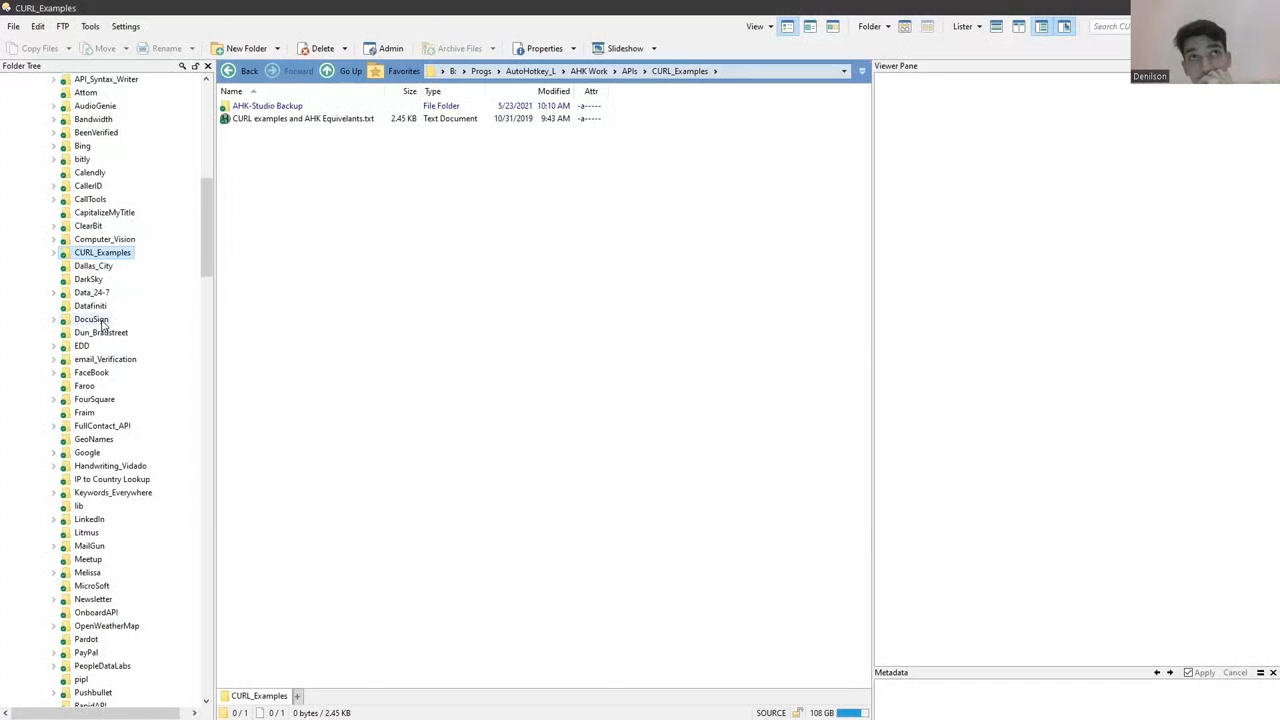 CURL_Examples
File Edit FTP Tools Settings View Folder Lister Search CU
Copy Files Move Rename New Folder Delete Admin Archive Files Properties Slideshow
Denilson
Folder Tree
Back Forward Go Up Favorites B: Progs AutoHotkey_L AHK Work APIs CURL_Examples
Viewer Pane
Name Size Type Modified Attr
AHK-Studio Backup File Folder 5/23/2021 10:10 AM -a-----
CURL examples and AHK Equivelants.txt 2.45 KB Text Document 10/31/2019 9:43 AM -a-----
API_Syntax_Writer
Attom
AudioGenie
Bandwidth
BeenVerified
Bing
bitly
Calendly
CallerID
CallTools
CapitalizeMyTitle
ClearBit
Computer_Vision
CURL_Examples
Dallas_City
DarkSky
Data_24-7
Datafiniti
DocuSign
Dun_Bradstreet
EDD
email_Verification
FaceBook
Faroo
FourSquare
Fraim
FullContact_API
GeoNames
Google
Handwriting_Vidado
IP to Country Lookup
Keywords_Everywhere
lib
LinkedIn
Litmus
MailGun
Meetup
Melissa
MicroSoft
Newsletter
OnboardAPI
OpenWeatherMap
Pardot
PayPal
PeopleDataLabs
pipl
Pushbullet
RapidAPI
Metadata Apply Cancel
CURL_Examples
0 / 1 0 / 1 0 bytes / 2.45 KB SOURCE 108 GB